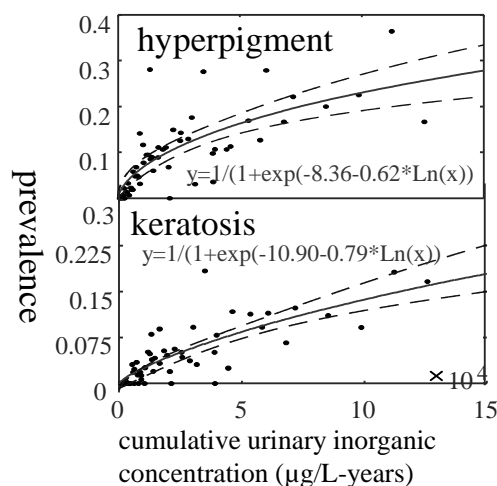 0.4
hyperpigment
0.3
0.2
0.1
y=1/(1+exp(-8.36-0.62*Ln(x))
prevalence
0.3
keratosis
0.225
y=1/(1+exp(-10.90-0.79*Ln(x))
0.15
0.075
0
× 10 4
0 5 10 15
cumulative urinary inorganic
concentration (µg/L-years)